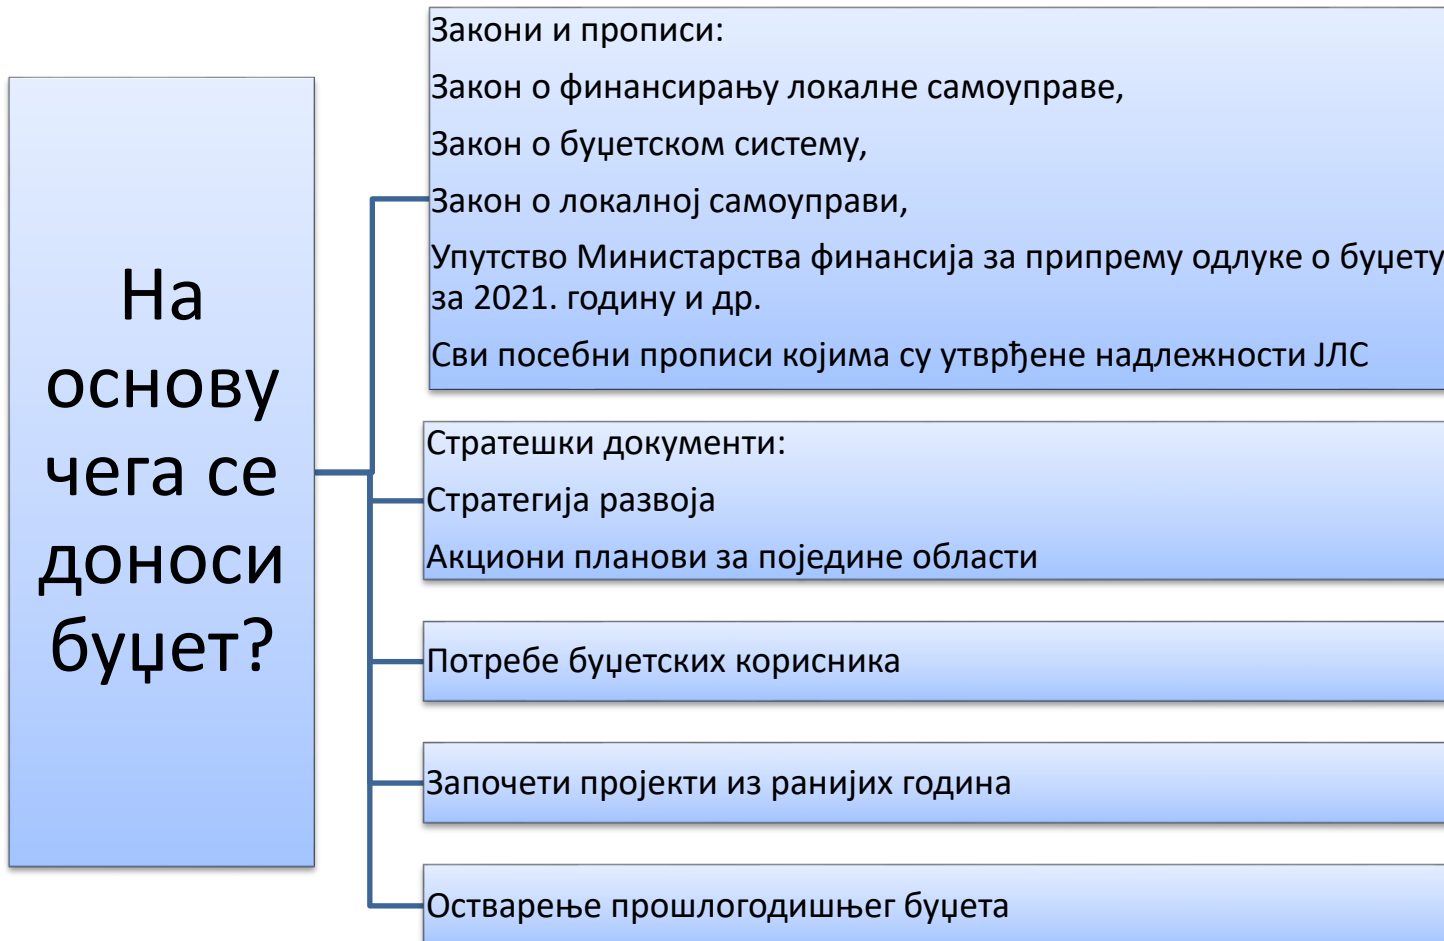 На
основу
чега се
доноси
буџет?
Закони и прописи:
Закон о финансирању локалне самоуправе,
Закон о буџетском систему,
Закон о локалној самоуправи,
Упутство Министарства финансија за припрему одлуке о буџету
за 2021. годину и др.
Сви посебни прописи којима су утврђене надлежности ЈЛС
Стратешки документи:
Стратегија развоја
Акциони планови за поједине области
Потребе буџетских корисника
Започети пројекти из ранијих година
Остварење прошлогодишњег буџета